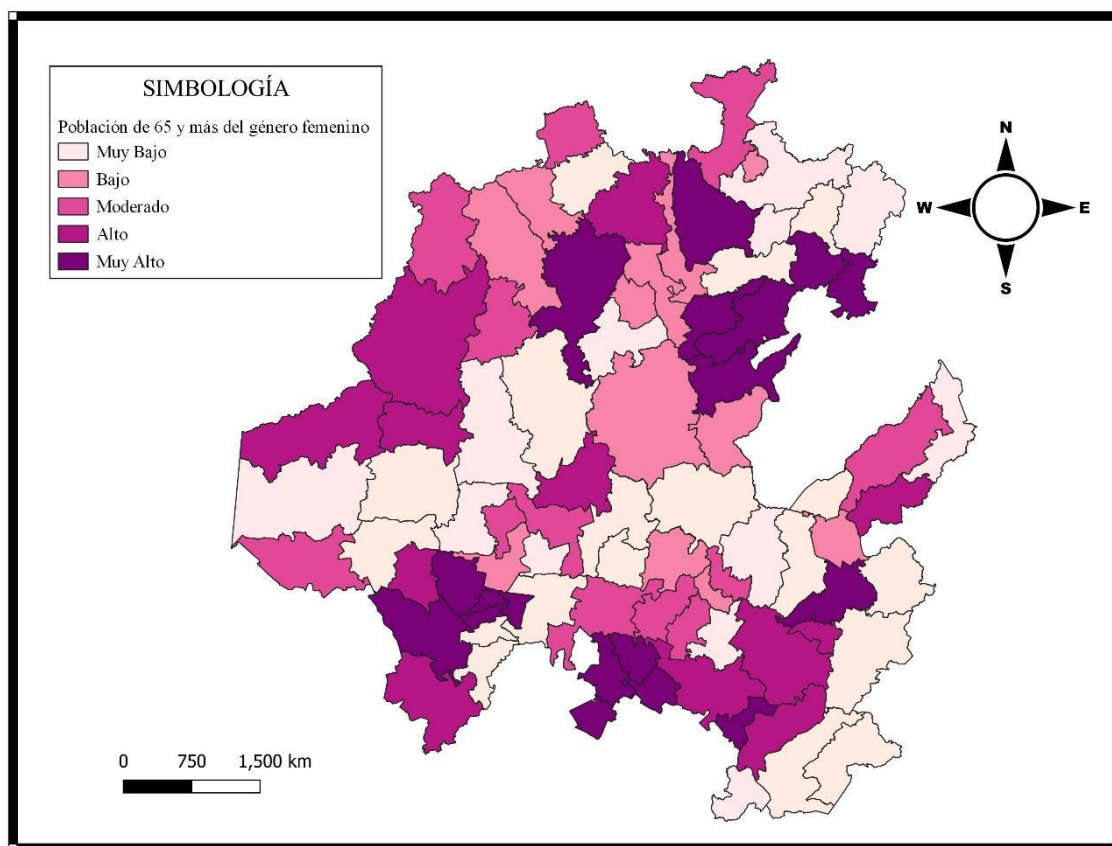 SIMBOLOGÍA
Población de 65 y más del género femenino
Muy Bajo
Bajo
Moderado
Alto
Muy Alto
N
W
E
S
0 750 1,500 km